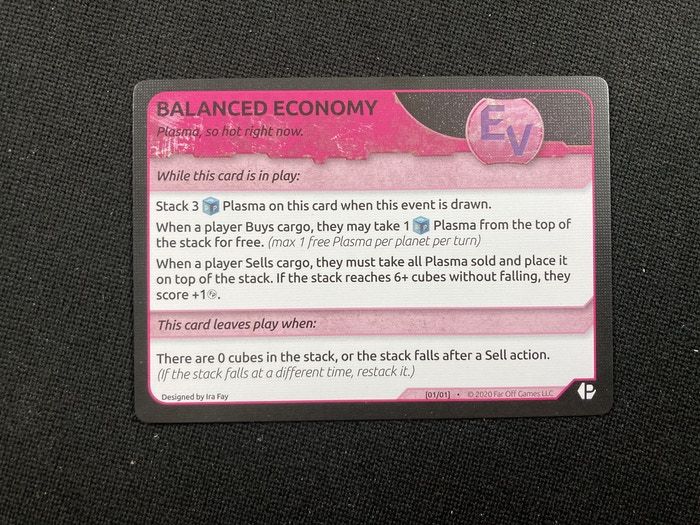 BALANCED ECONOMY
Plasma, so hot right now.
EV
While this card is in play:
Stack 3 Plasma on this card when this event is drawn.
When a player Buys cargo, they may take 1 Plasma from the top of
the stack for free. (max 1 free Plasma per planet per turn)
When a player Sells cargo, they must take all Plasma sold and place it
on top of the stack. If the stack reaches 6+ cubes without falling, they
score +1.
This card leaves play when:
There are 0 cubes in the stack, or the stack falls after a Sell action.
(If the stack falls at a different time, restack it.)
Designed by Ira Fay
[01/01] • © 2020 Far Off Games LLC